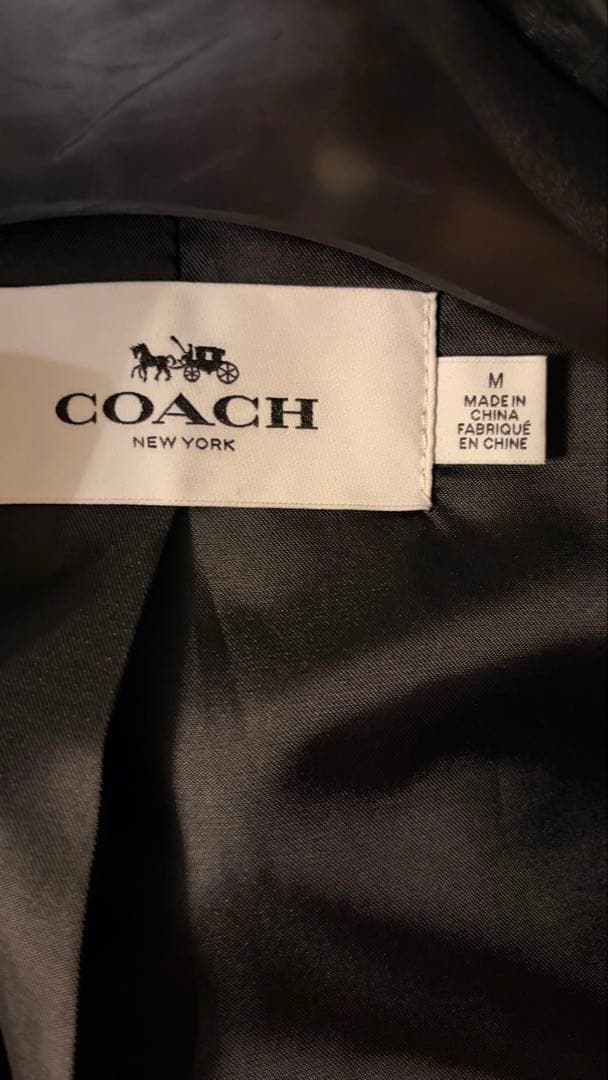 COACH
NEW YORK
M
MADE IN
CHINA
FABRIQUÉ
EN CHINE